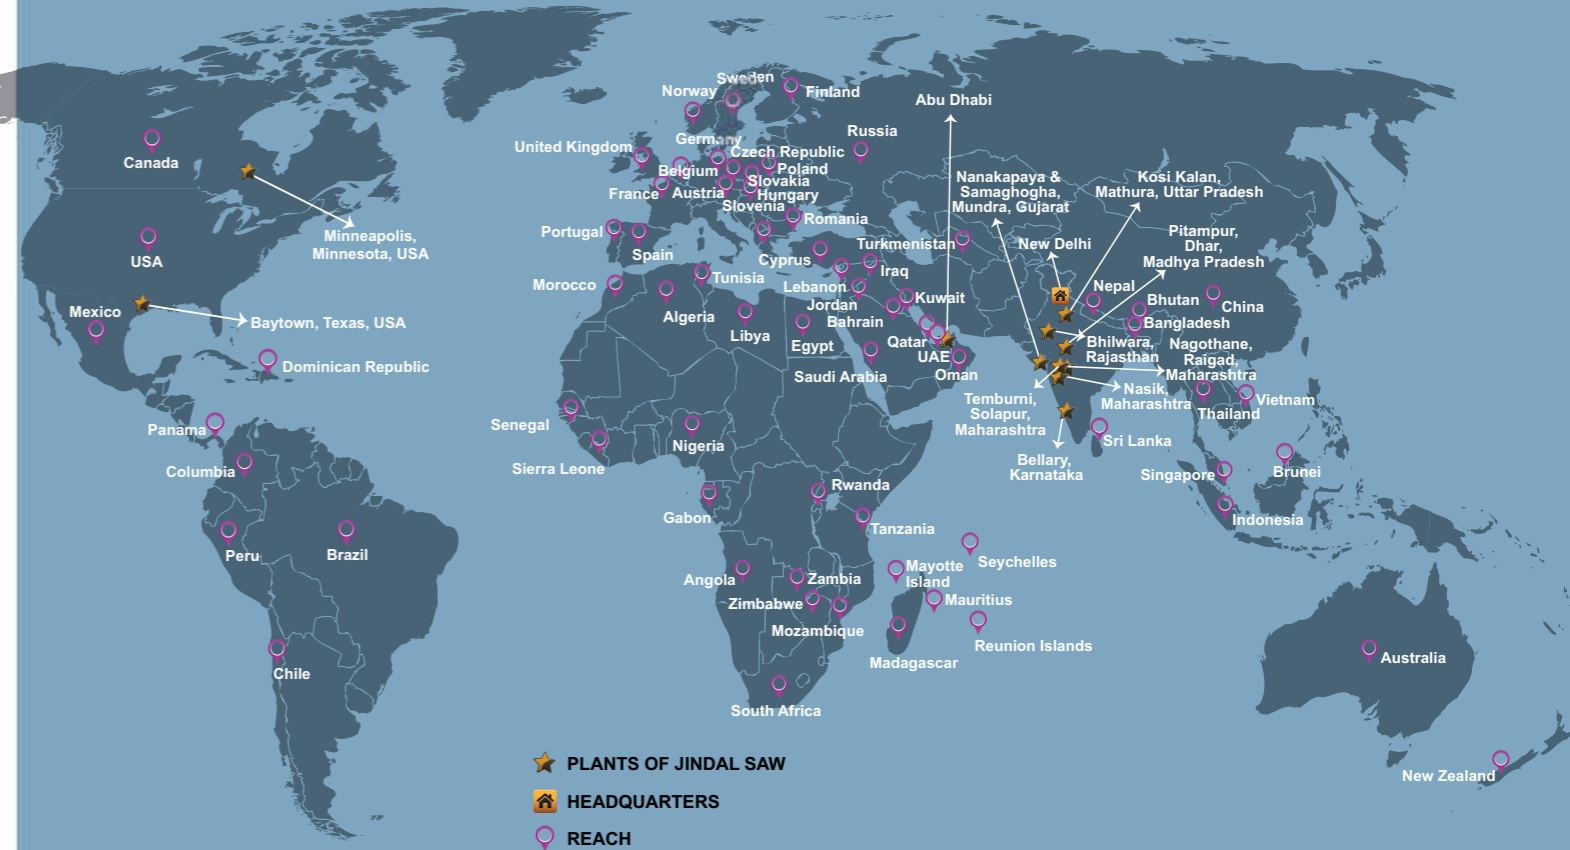 Sweden
Norway
Finland
Abu Dhabi
Russia
Germany
United Kingdom
Czech Republic
Canada
Belgium
Poland
Slovakia
France
Austria
Hungary
Slovenia
Nanakapaya &
Samaghogha,
Mundra, Gujarat
Kosi Kalan,
Mathura, Uttar Pradesh
Romania
Portugal
Minneapolis,
Minnesota, USA
Pitampur,
Dhar,
Madhya Pradesh
Turkmenistan
New Delhi
Spain
USA
Cyprus
Iraq
Tunisia
Morocco
Lebanon
Nepal
Kuwait
Bhutan
China
Jordan
Mexico
Algeria
Bahrain
Baytown, Texas, USA
Bangladesh
Libya
Egypt
Qatar
Bhilwara,
Rajasthan
Nagothane,
Raigad,
Maharashtra
UAE
Dominican Republic
Saudi Arabia
Oman
Nasik,
Maharashtra
Temburni,
Solapur,
Maharashtra
Vietnam
Thailand
Senegal
Panama
Sri Lanka
Nigeria
Bellary,
Karnataka
Sierra Leone
Columbia
Singapore
Brunei
Rwanda
Gabon
Indonesia
Tanzania
Peru
Brazil
Seychelles
Mayotte
Island
Angola
Zambia
Zimbabwe
Mauritius
Mozambique
Reunion Islands
Madagascar
Australia
Chile
South Africa
PLANTS OF JINDAL SAW
New Zealand
HEADQUARTERS
REACH